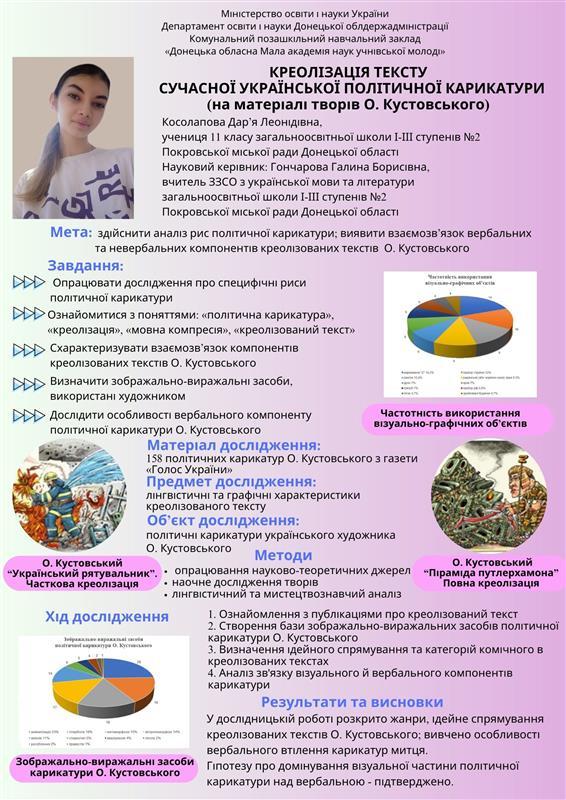 Міністерство освіти і науки України
Департамент освіти і науки Донецької облдержадміністрації
Комунальний позашкільний навчальний заклад
«Донецька обласна Мала академія наук учнівської молоді»
КРЕОЛІЗАЦІЯ ТЕКСТУ
СУЧАСНОЇ УКРАЇНСЬКОЇ ПОЛІТИЧНОЇ КАРИКАТУРИ
(на матеріалі творів О. Кустовського)
Косолапова Дар’я Леонідівна,
учениця 11 класу загальноосвітньої школи І-ІІІ ступенів №2
Покровської міської ради Донецької області
Науковий керівник: Гончарова Галина Борисівна,
вчитель ЗЗСО з української мови та літератури
загальноосвітньої школи І-ІІІ ступенів №2
Покровської міської ради Донецької області
Мета: здійснити аналіз рис політичної карикатури; виявити взаємозв’язок вербальних
та невербальних компонентів креолізованих текстів О. Кустовського
Завдання:
Опрацювати дослідження про специфічні риси
політичної карикатури
Ознайомитися з поняттями: «політична карикатура»,
«креолізація», «мовна компресія», «креолізований текст»
Схарактеризувати взаємозв’язок компонентів
креолізованих текстів О. Кустовського
Визначити зображально-виражальні засоби,
використані художником
Дослідити особливості вербального компоненту
політичної карикатури О. Кустовського
Частотність використання
візуально-графічних об’єктів
Частотність використання
візуально-графічних об’єктів
Матеріал дослідження:
158 політичних карикатур О. Кустовського з газети
«Голос України»
Предмет дослідження:
лінгвістичні та графічні характеристики
креолізованого тексту
Об’єкт дослідження:
політичні карикатури українського художника
О. Кустовського
О. Кустовський
“Український рятувальник”.
Часткова креолізація
Методи
опрацювання науково-теоретичних джерел
наочне дослідження творів
лінгвістичний та мистецтвознавчий аналіз
О. Кустовський
“Піраміда путлерхамона”
Повна креолізація
Хід дослідження
1. Ознайомлення з публікаціями про креолізований текст
2. Створення бази зображально-виражальних засобів політичної
карикатури О. Кустовського
3. Визначення ідейного спрямування та категорій комічного в
креолізованих текстах
4. Аналіз зв'язку візуального й вербального компонентів
карикатури
Зображально виражальні засоби
політичної карикатури О. Кустовського
Зображально-виражальні засоби
карикатури О. Кустовського
Результати та висновки
У дослідницькій роботі розкрито жанри, ідейне спрямування
креолізованих текстів О. Кустовського; вивчено особливості
вербального втілення карикатур митця.
Гіпотезу про домінування візуальної частини політичної
карикатури над вербальною - підтверджено.